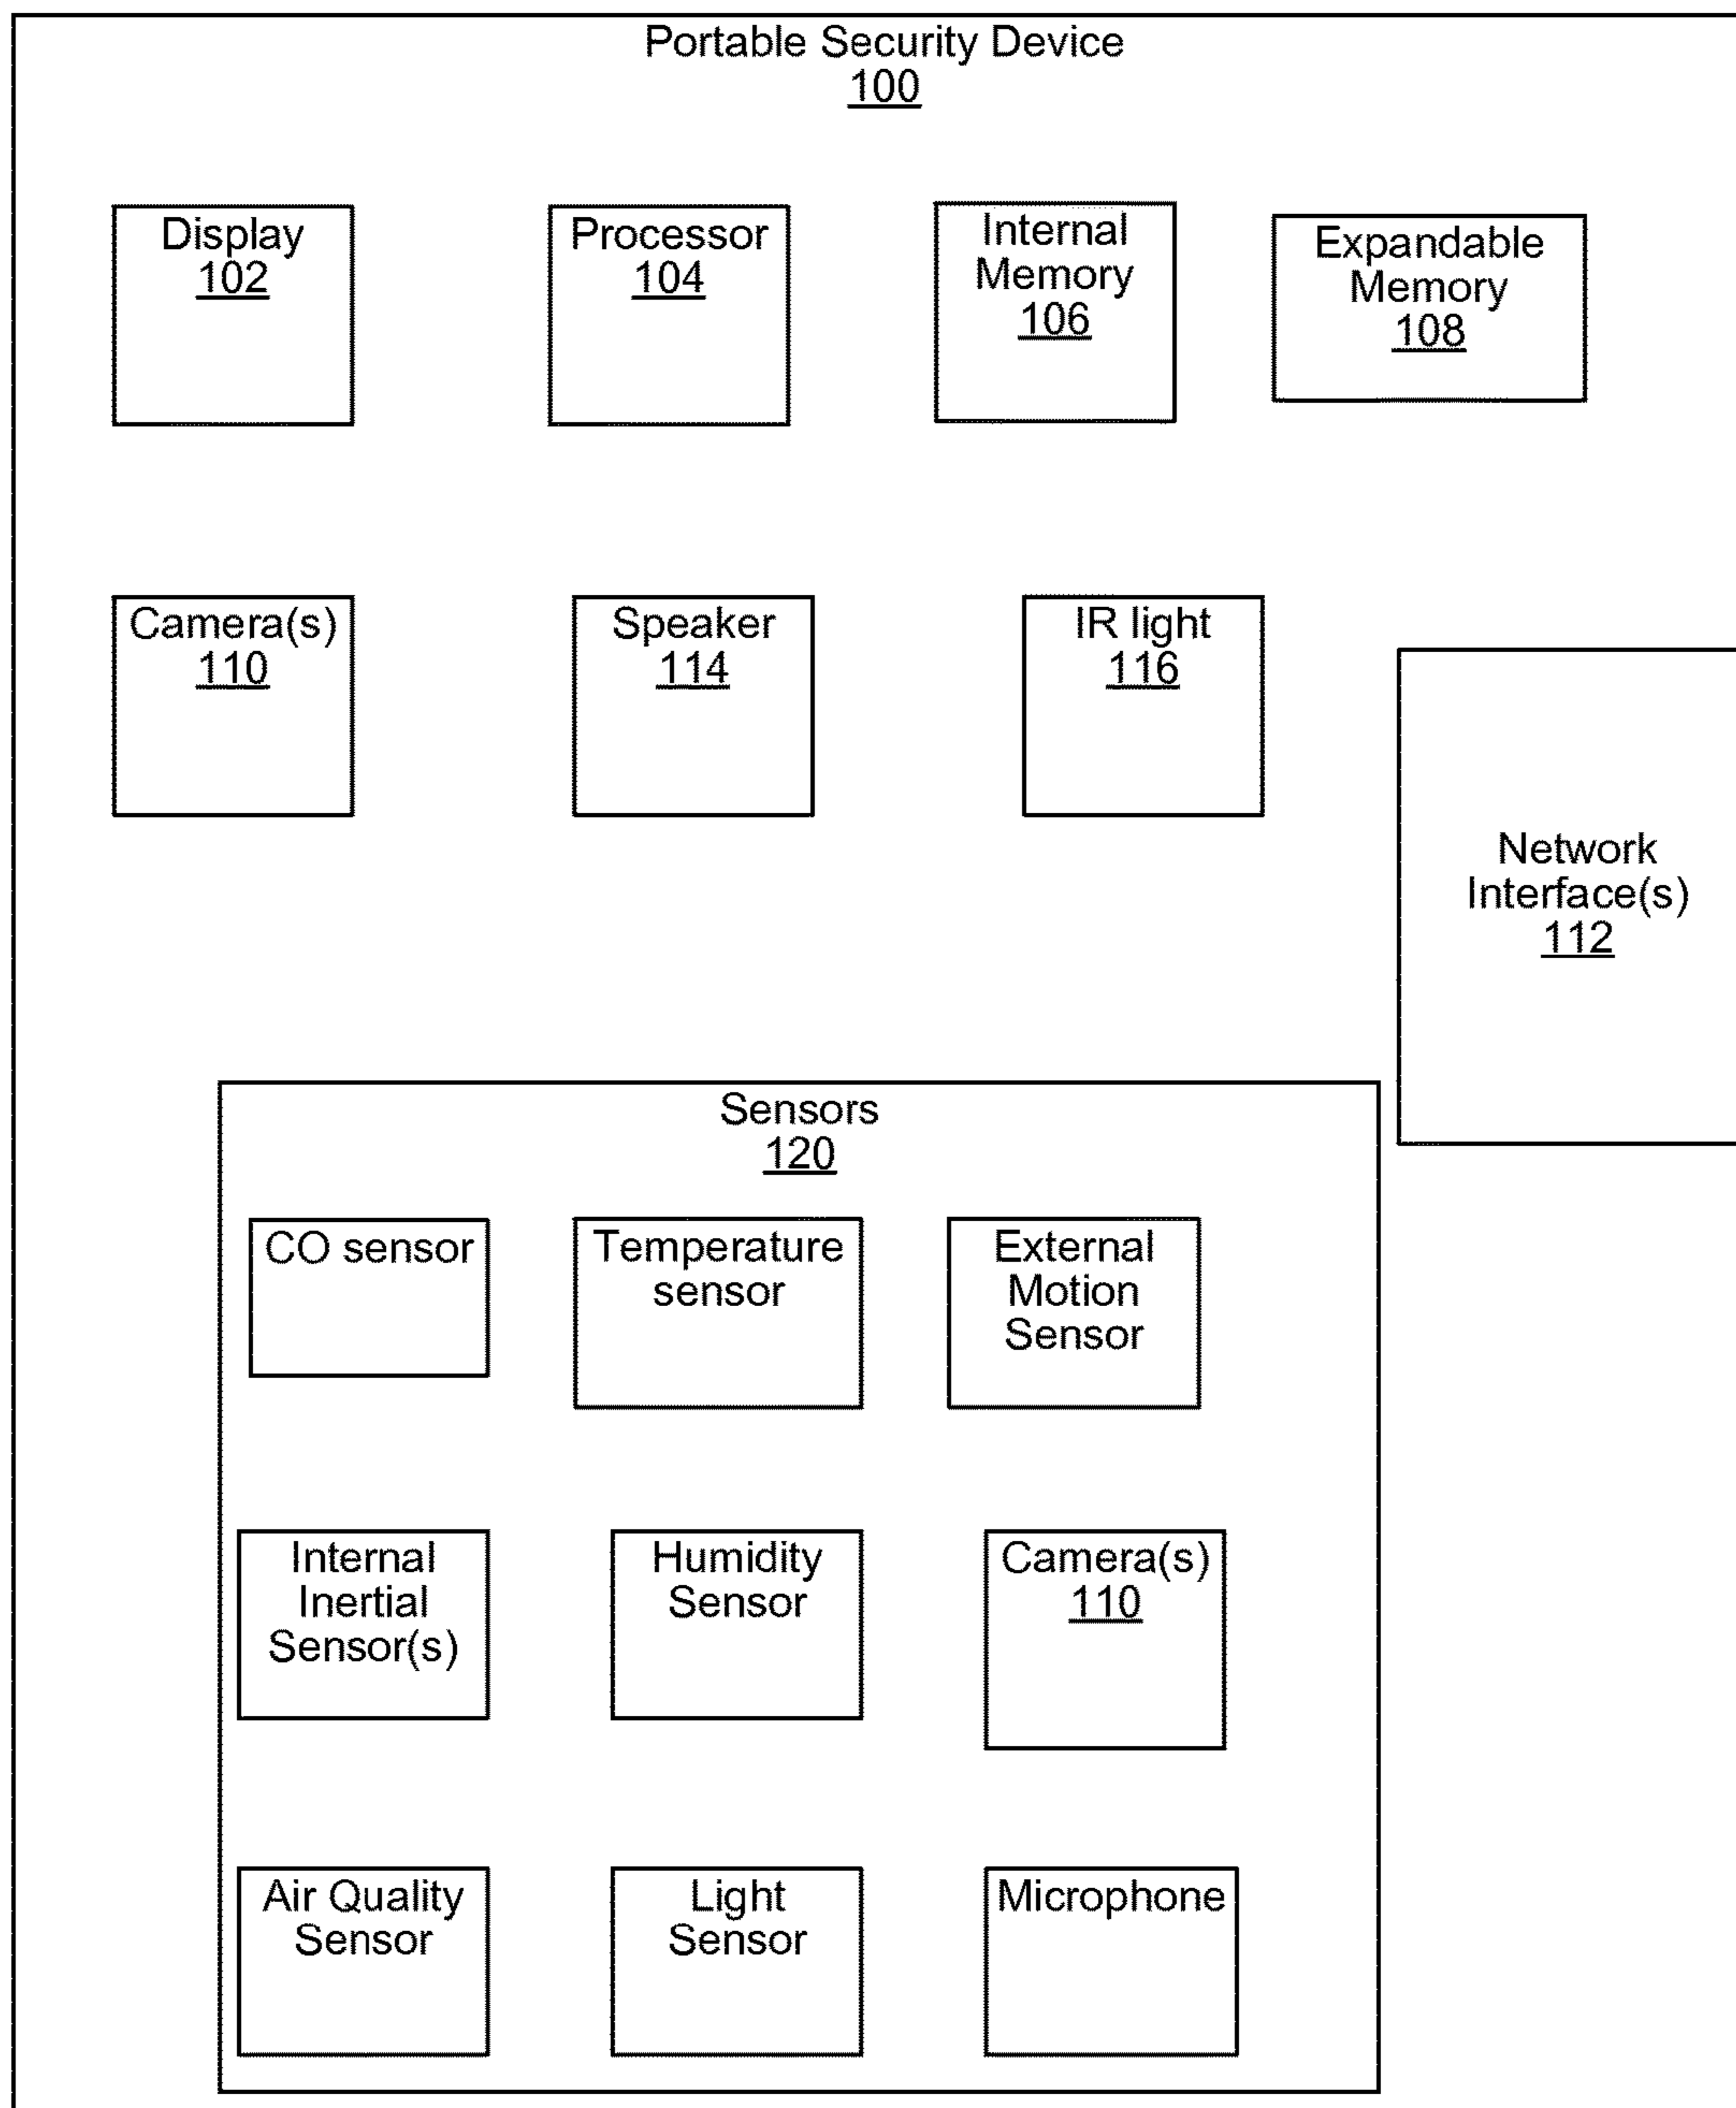 Portable Security Device
100
Display
102
Processor
104
Internal
Memory
106
Expandable
Memory
108
Camera(s)
110
Speaker
114
IR light
116
Network
Interface(s)
112
Sensors
120
CO sensor
Temperature
sensor
External
Motion
Sensor
Internal
Inertial
Sensor(s)
Humidity
Sensor
Camera(s)
110
Air Quality
Sensor
Light
Sensor
Microphone